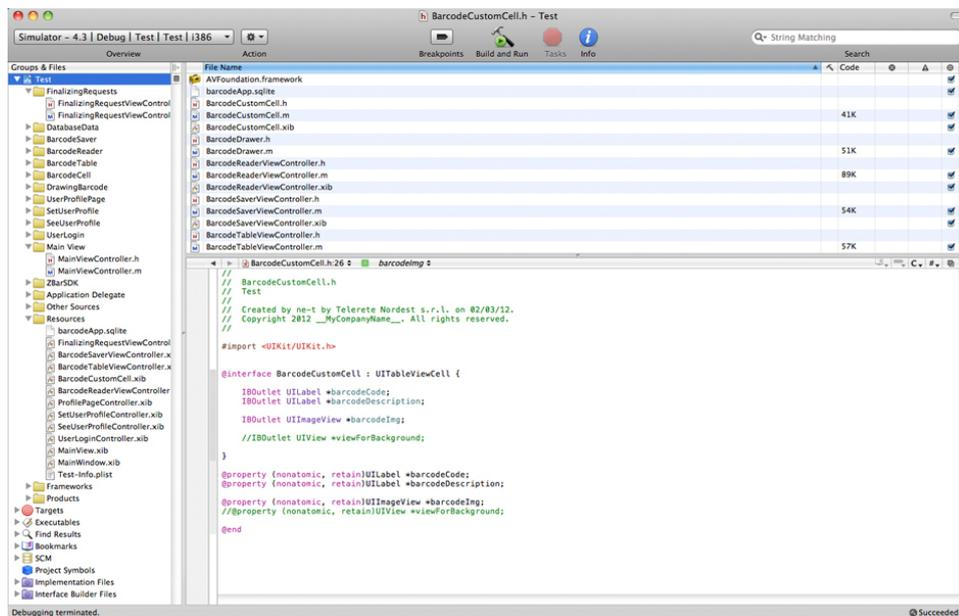 BarcodeCustomCell.h - Test
Simulator - 4.3 | Debug | Test | Test | i386
Overview
Action
Breakpoints
Build and Run
Tasks
Info
String Matching
Search
Groups & Files
Test
FinalizingRequests
FinalizingRequestViewControl
FinalizingRequestViewControl
DatabaseData
BarcodeSaver
BarcodeReader
BarcodeTable
BarcodeCell
DrawingBarcode
UserProfilePage
SetUserProfile
SeeUserProfile
UserLogin
Main View
MainViewController.h
MainViewController.m
ZBarSDK
Application Delegate
Other Sources
Resources
barcodeApp.sqlite
FinalizingRequestViewControl
BarcodeSaverViewController.x
BarcodeTableViewController.x
BarcodeCustomCell.xib
BarcodeReaderViewController
ProfilePageController.xib
SetUserProfileController.xib
SeeUserProfileController.xib
UserLoginController.xib
MainView.xib
MainWindow.xib
Test-Info.plist
Frameworks
Products
Targets
Executables
Find Results
Bookmarks
SCM
Project Symbols
Implementation Files
Interface Builder Files
File Name
Code
AVFoundation.framework
barcodeApp.sqlite
BarcodeCustomCell.h
BarcodeCustomCell.m 41K
BarcodeCustomCell.xib
BarcodeDrawer.h
BarcodeDrawer.m 51K
BarcodeReaderViewController.h
BarcodeReaderViewController.m 89K
BarcodeReaderViewController.xib
BarcodeSaverViewController.h
BarcodeSaverViewController.m 54K
BarcodeSaverViewController.xib
BarcodeTableViewController.h
BarcodeTableViewController.m 57K
BarcodeCustomCell.h:26 barcodeImg C #
//
// BarcodeCustomCell.h
// Test
//
// Created by ne-t by Telerete Nordest s.r.l. on 02/03/12.
// Copyright 2012 __MyCompanyName__. All rights reserved.
//
#import <UIKit/UIKit.h>
@interface BarcodeCustomCell : UITableViewCell {
IBOutlet UILabel *barcodeCode;
IBOutlet UILabel *barcodeDescription;
IBOutlet UIImageView *barcodeImg;
//IBOutlet UIView *viewForBackground;
}
@property (nonatomic, retain)UILabel *barcodeCode;
@property (nonatomic, retain)UILabel *barcodeDescription;
@property (nonatomic, retain)UIImageView *barcodeImg;
//@property (nonatomic, retain)UIView *viewForBackground;
@end
Debugging terminated.
Succeeded